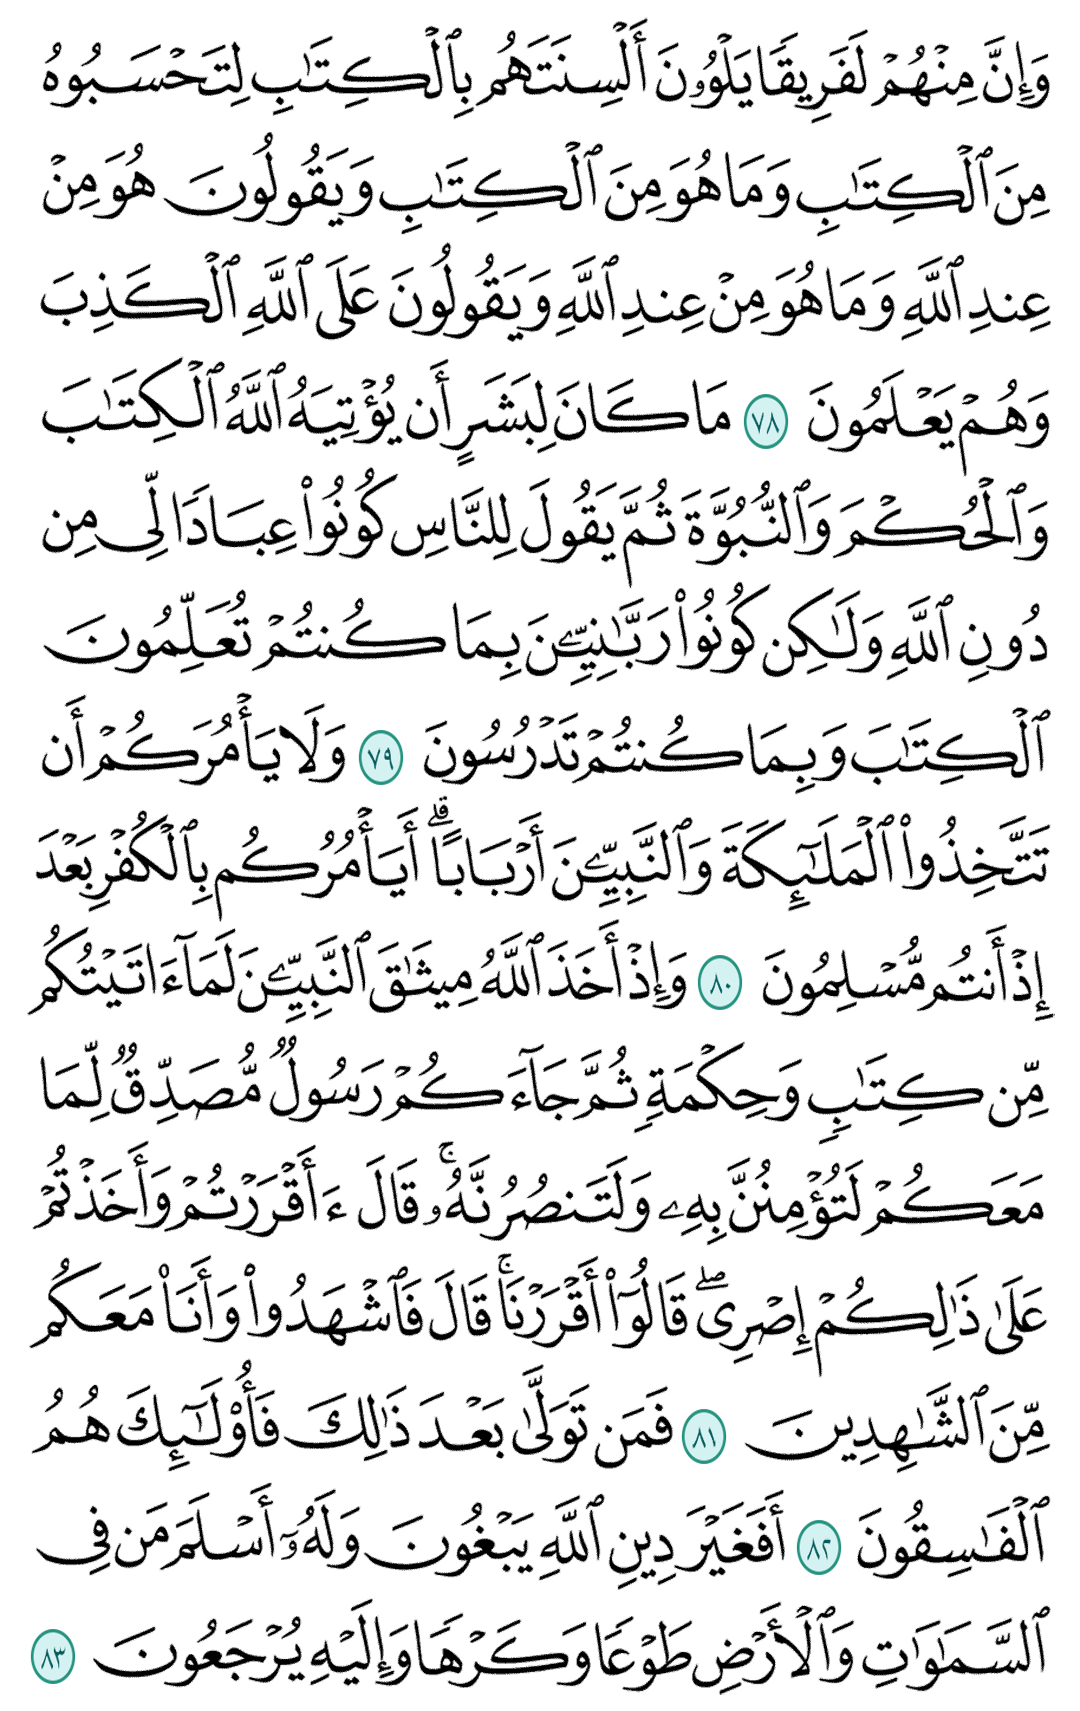 وَإِنَّ مِنۡهُمۡ لَفَرِيقٗا يَلۡوُۥنَ أَلۡسِنَتَهُم بِٱلۡكِتَٰبِ لِتَحۡسَبُوهُ
مِنَ ٱلۡكِتَٰبِ وَمَا هُوَ مِنَ ٱلۡكِتَٰبِ وَيَقُولُونَ هُوَ مِنۡ
عِندِ ٱللَّهِ وَمَا هُوَ مِنۡ عِندِ ٱللَّهِ وَيَقُولُونَ عَلَى ٱللَّهِ ٱلۡكَذِبَ
وَهُمۡ يَعۡلَمُونَ ٧٨ مَا كَانَ لِبَشَرٍ أَن يُؤۡتِيَهُ ٱللَّهُ ٱلۡكِتَٰبَ
وَٱلۡحُكۡمَ وَٱلنُّبُوَّةَ ثُمَّ يَقُولَ لِلنَّاسِ كُونُواْ عِبَادٗا لِّي مِن
دُونِ ٱللَّهِ وَلَٰكِن كُونُواْ رَبَّٰنِيِّـۧنَ بِمَا كُنتُمۡ تُعَلِّمُونَ
ٱلۡكِتَٰبَ وَبِمَا كُنتُمۡ تَدۡرُسُونَ ٧٩ وَلَا يَأۡمُرَكُمۡ أَن
تَتَّخِذُواْ ٱلۡمَلَٰٓئِكَةَ وَٱلنَّبِيِّـۧنَ أَرۡبَابًاۗ أَيَأۡمُرُكُم بِٱلۡكُفۡرِ بَعۡدَ
إِذۡ أَنتُم مُّسۡلِمُونَ ٨٠ وَإِذۡ أَخَذَ ٱللَّهُ مِيثَٰقَ ٱلنَّبِيِّـۧنَ لَمَآ ءَاتَيۡتُكُم
مِّن كِتَٰبٖ وَحِكۡمَةٖ ثُمَّ جَآءَكُمۡ رَسُولٞ مُّصَدِّقٞ لِّمَا
مَعَكُمۡ لَتُؤۡمِنُنَّ بِهِۦ وَلَتَنصُرُنَّهُۥۚ قَالَ ءَأَقۡرَرۡتُمۡ وَأَخَذۡتُمۡ
عَلَىٰ ذَٰلِكُمۡ إِصۡرِيۖ قَالُوٓاْ أَقۡرَرۡنَاۚ قَالَ فَٱشۡهَدُواْ وَأَنَا۠ مَعَكُم
مِّنَ ٱلشَّٰهِدِينَ ٨١ فَمَن تَوَلَّىٰ بَعۡدَ ذَٰلِكَ فَأُوْلَٰٓئِكَ هُمُ
ٱلۡفَٰسِقُونَ ٨٢ أَفَغَيۡرَ دِينِ ٱللَّهِ يَبۡغُونَ وَلَهُۥٓ أَسۡلَمَ مَن فِي
ٱلسَّمَٰوَٰتِ وَٱلۡأَرۡضِ طَوۡعٗا وَكَرۡهٗا وَإِلَيۡهِ يُرۡجَعُونَ ٨٣